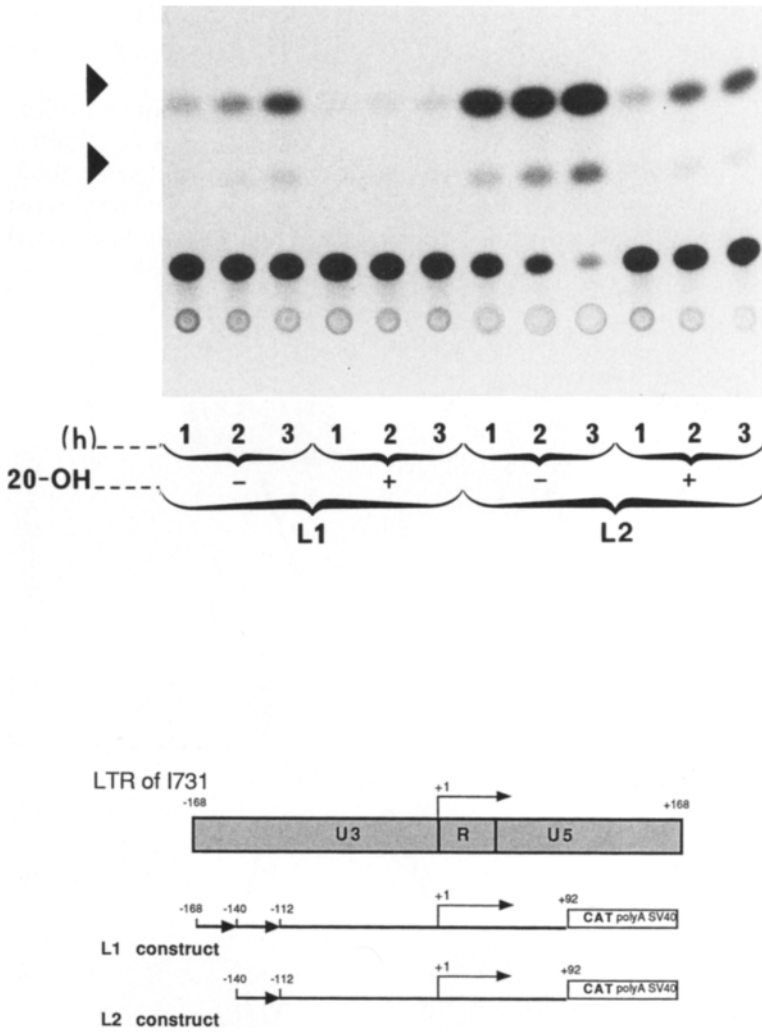 (h) 1 2 3 1 2 3 1 2 3 1 2 3
20-OH - + - +
L1 L2
LTR of I731
-168 +1 +168
U3 R U5
-168 -140 -112 +1 +92
CAT polyA SV40
L1 construct
-140 -112 +1 +92
CAT polyA SV40
L2 construct